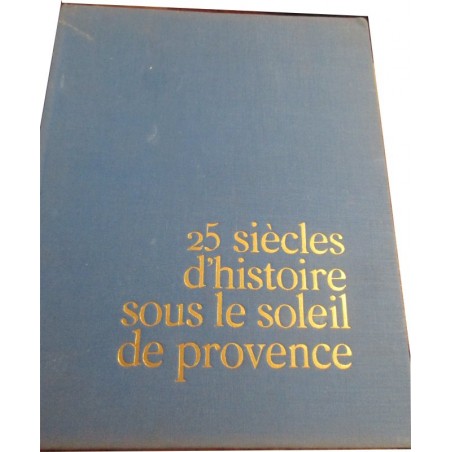 25 siècles
d'histoire
sous le soleil
de provence